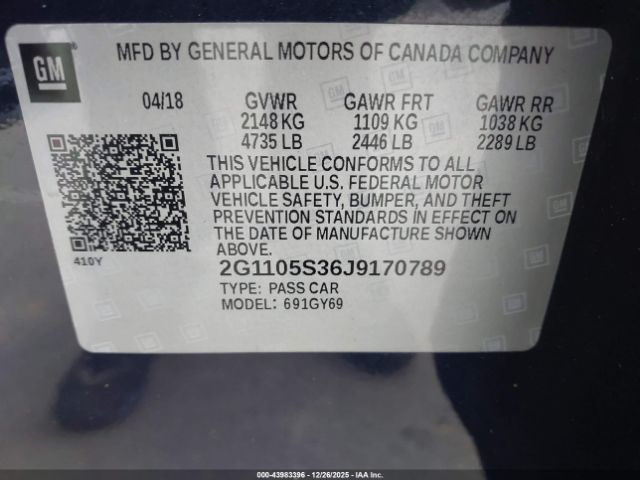 GM
MFD BY GENERAL MOTORS OF CANADA COMPANY
04/18 GVWR GAWR FRT GAWR RR
2148 KG 1109 KG 1038 KG
4735 LB 2446 LB 2289 LB
THIS VEHICLE CONFORMS TO ALL
APPLICABLE U.S. FEDERAL MOTOR
VEHICLE SAFETY, BUMPER, AND THEFT
PREVENTION STANDARDS IN EFFECT ON
THE DATE OF MANUFACTURE SHOWN
ABOVE.
410Y
2G1105S36J9170789
TYPE: PASS CAR
MODEL: 691GY69
000-43983396 - 12/26/2025 - IAAI.COM